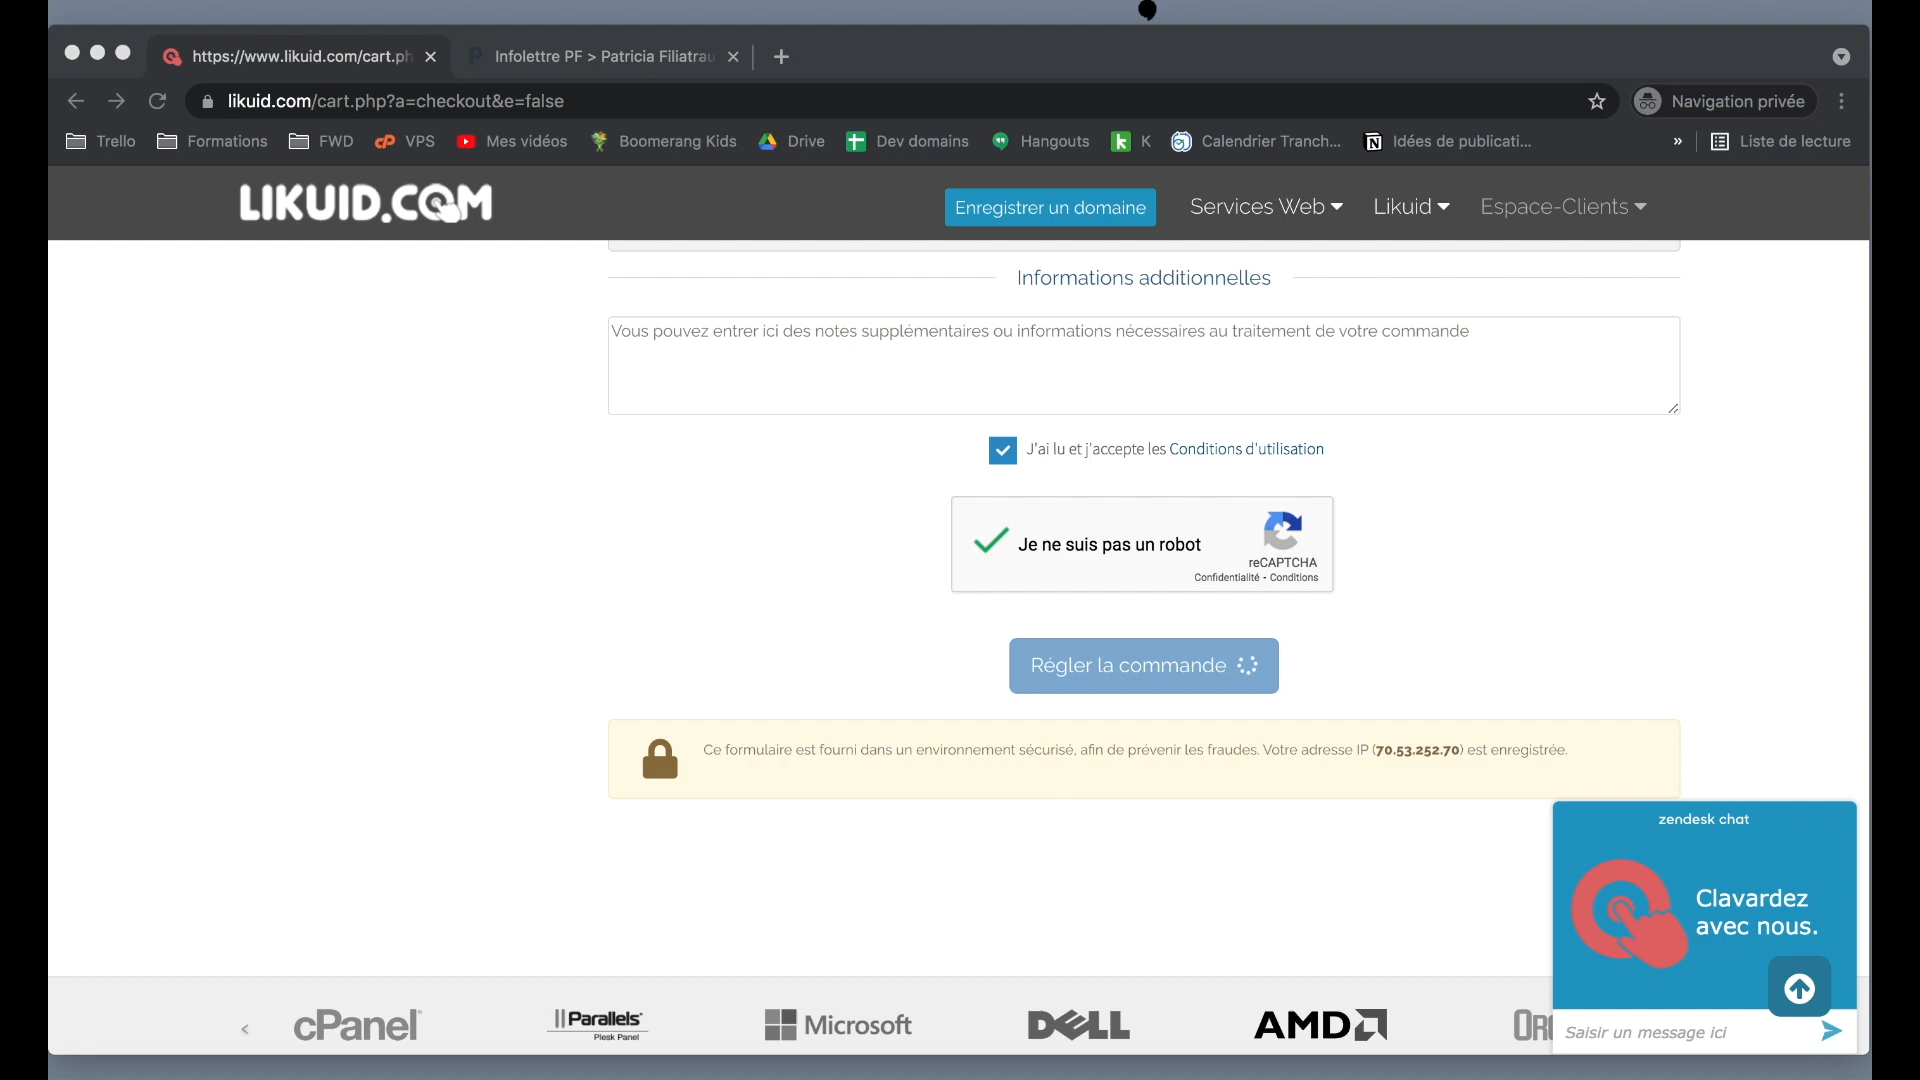 https://www.likuid.com/cart.ph
Infolettre PF > Patricia Filiatrau
likuid.com/cart.php?a=checkout&e=false
Navigation privée
Trello
Formations
FWD
VPS
Mes vidéos
Boomerang Kids
Drive
Dev domains
Hangouts
K
Calendrier Tranch...
Idées de publicati...
»
Liste de lecture
LIKUID.COM
Enregistrer un domaine
Services Web
Likuid
Espace-Clients
Informations additionnelles
Vous pouvez entrer ici des notes supplémentaires ou informations nécessaires au traitement de votre commande
J'ai lu et j'accepte les Conditions d'utilisation
Je ne suis pas un robot
reCAPTCHA
Confidentialité - Conditions
Régler la commande
Ce formulaire est fourni dans un environnement sécurisé, afin de prévenir les fraudes. Votre adresse IP (70.53.252.70) est enregistrée.
zendesk chat
Clavardez
avec nous.
Saisir un message ici
cPanel
Parallels
Plesk Panel
Microsoft
DELL
AMD